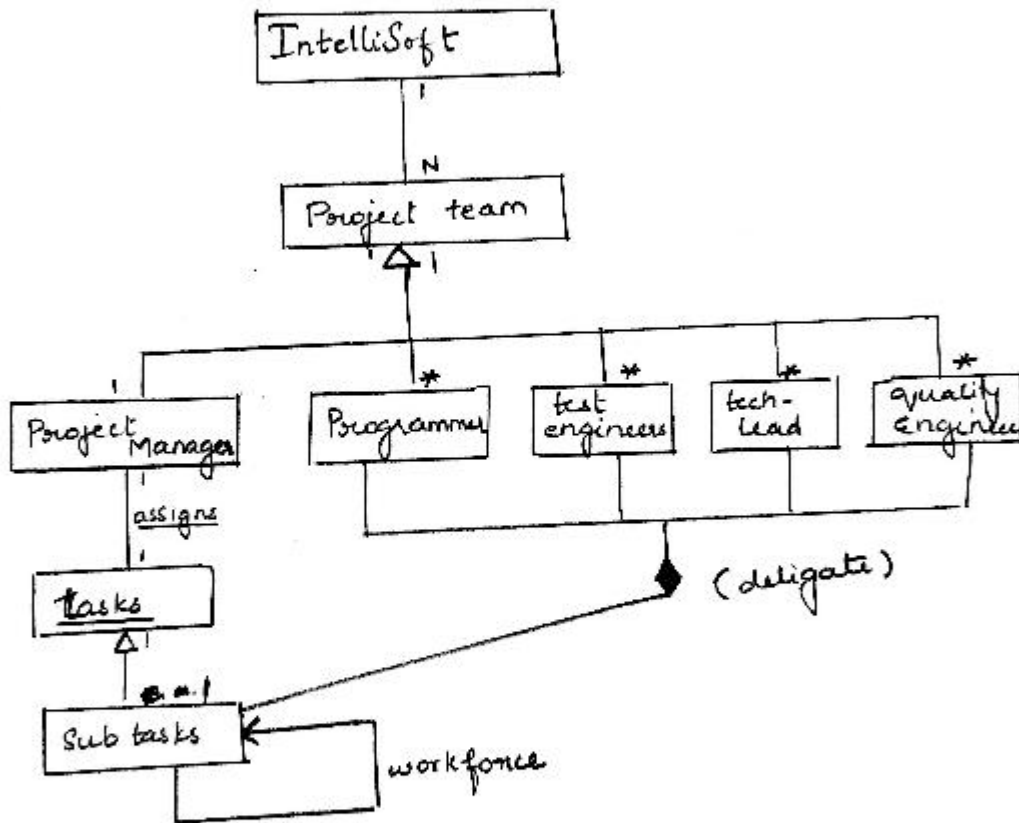 IntelliSoft
1
N
Project team
1 1
1 * * * *
Project
Manager
Programmer
test
engineers
tech-
lead
quality
Engineer
1
assigns
1
tasks
1
(deligate)
Sub tasks
workforce